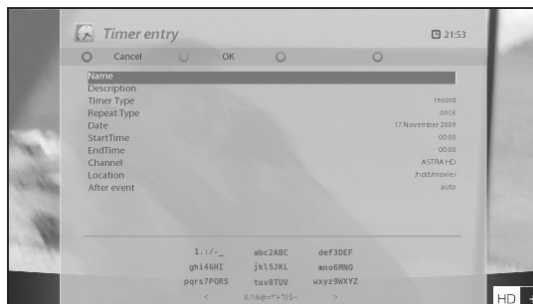 Timer entry 21:53
Cancel OK
Name
Description
Timer Type record
Repeat Type once
Date 17.November 2009
StartTime 00:00
EndTime 00:00
Channel ASTRA HD
Location /hdd/movie/
After event auto
1.:/-_ abc2ABC def3DEF
ghi4GHI jkl5JKL mno6MNO
pqrs7PQRS tuv8TUV wxyz9WXYZ
< >
HD